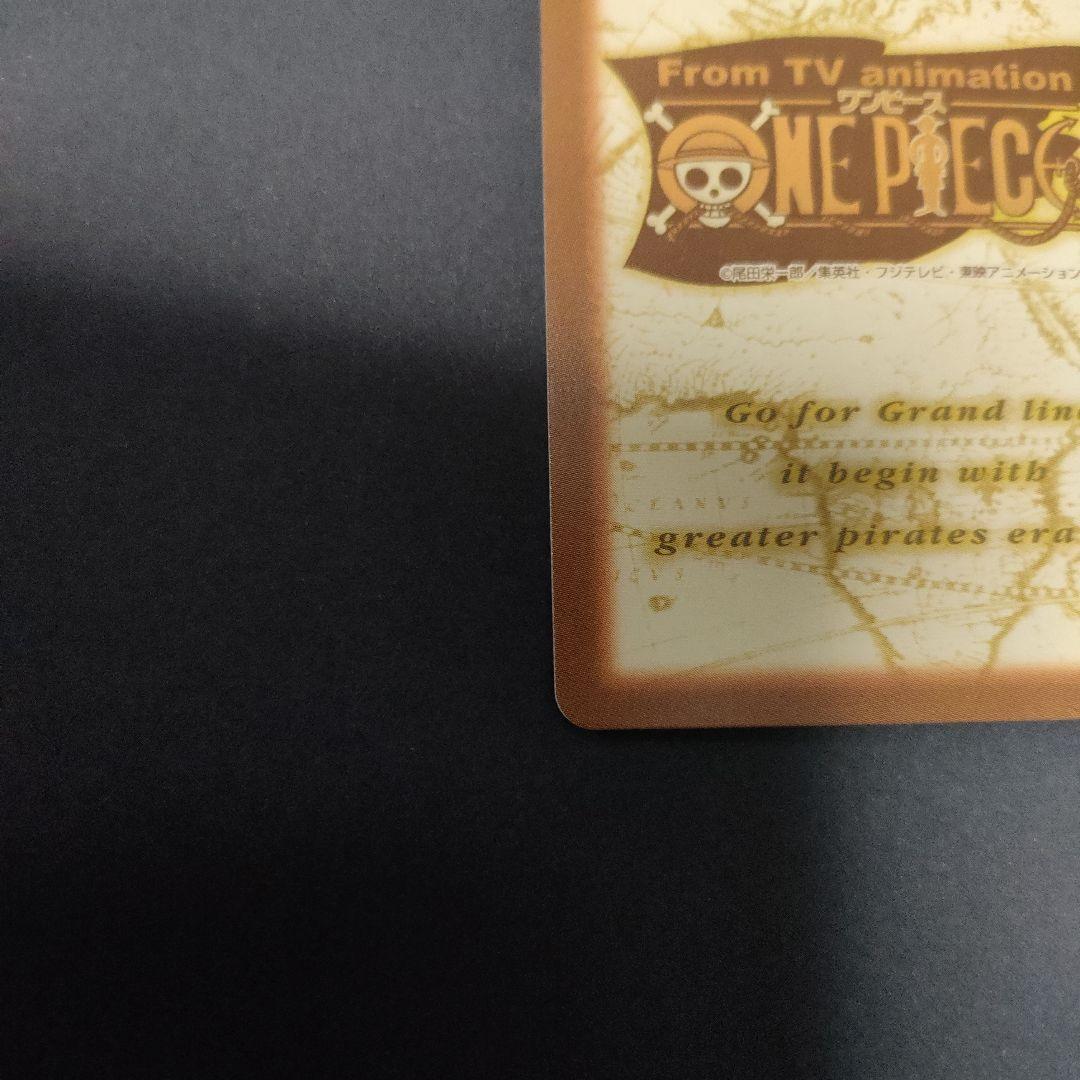 From TV animation
ワンピース
ONE PIECE
©尾田栄一郎／集英社・フジテレビ・東映アニメーション
Go for Grand line
it begin with
greater pirates era